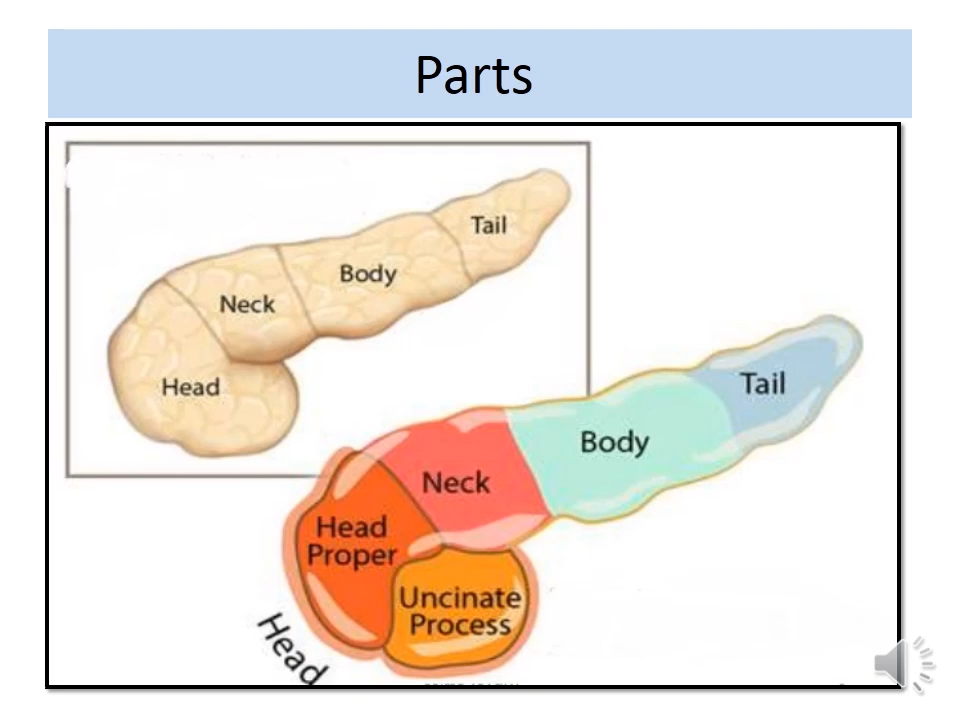 Parts
Tail
Body
Neck
Head
Tail
Body
Neck
Head
Proper
Uncinate
Process
Head